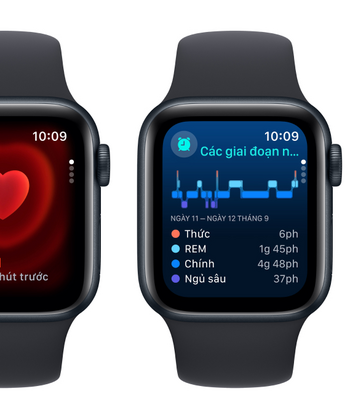 10:09
hút trước
10:09
Các giai đoạn n...
NGÀY 11 – NGÀY 12 THÁNG 9
Thức 6ph
REM 1g 45ph
Chính 4g 48ph
Ngủ sâu 37ph